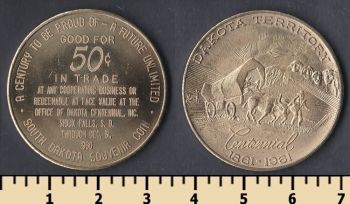 A CENTURY TO BE PROUD OF - A FUTURE UNLIMITED
GOOD FOR
50¢
IN TRADE
AT ANY COOPERATING BUSINESS OR
REDEEMABLE AT FACE VALUE AT THE
OFFICE OF DAKOTA CENTENNIAL, INC.
SIOUX FALLS, S. D.
THROUGH DEC. 31,
1961
· SOUTH DAKOTA SOUVENIR COIN ·
DAKOTA TERRITORY
Centennial
1861-1961
1
2
3
4
5
6
7